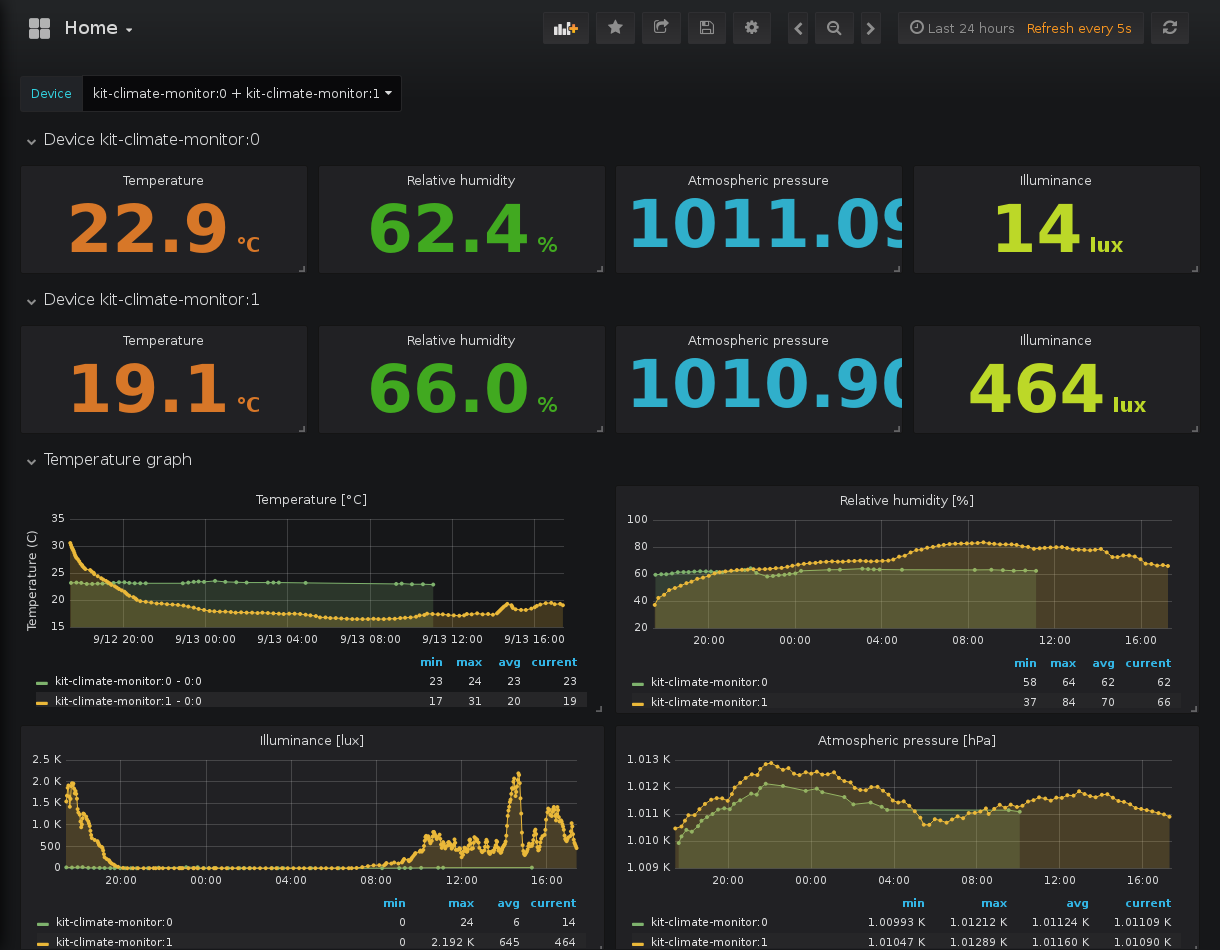 Home
Last 24 hours Refresh every 5s
Device kit-climate-monitor:0 + kit-climate-monitor:1
Device kit-climate-monitor:0
Temperature Relative humidity Atmospheric pressure Illuminance
22.9 °C 62.4 % 1011.09 14 lux
Device kit-climate-monitor:1
Temperature Relative humidity Atmospheric pressure Illuminance
19.1 °C 66.0 % 1010.90 464 lux
Temperature graph
Temperature [°C]
Temperature (C)
35
30
25
20
15
9/12 20:00 9/13 00:00 9/13 04:00 9/13 08:00 9/13 12:00 9/13 16:00
min max avg current
kit-climate-monitor:0 - 0:0 23 24 23 23
kit-climate-monitor:1 - 0:0 17 31 20 19
Relative humidity [%]
100
80
60
40
20
20:00 00:00 04:00 08:00 12:00 16:00
min max avg current
kit-climate-monitor:0 58 64 62 62
kit-climate-monitor:1 37 84 70 66
Illuminance [lux]
2.5 K
2.0 K
1.5 K
1.0 K
500
0
20:00 00:00 04:00 08:00 12:00 16:00
min max avg current
kit-climate-monitor:0 0 24 6 14
kit-climate-monitor:1 0 2.192 K 645 464
Atmospheric pressure [hPa]
1.013 K
1.012 K
1.011 K
1.010 K
1.009 K
20:00 00:00 04:00 08:00 12:00 16:00
min max avg current
kit-climate-monitor:0 1.00993 K 1.01212 K 1.01124 K 1.01109 K
kit-climate-monitor:1 1.01047 K 1.01289 K 1.01160 K 1.01090 K